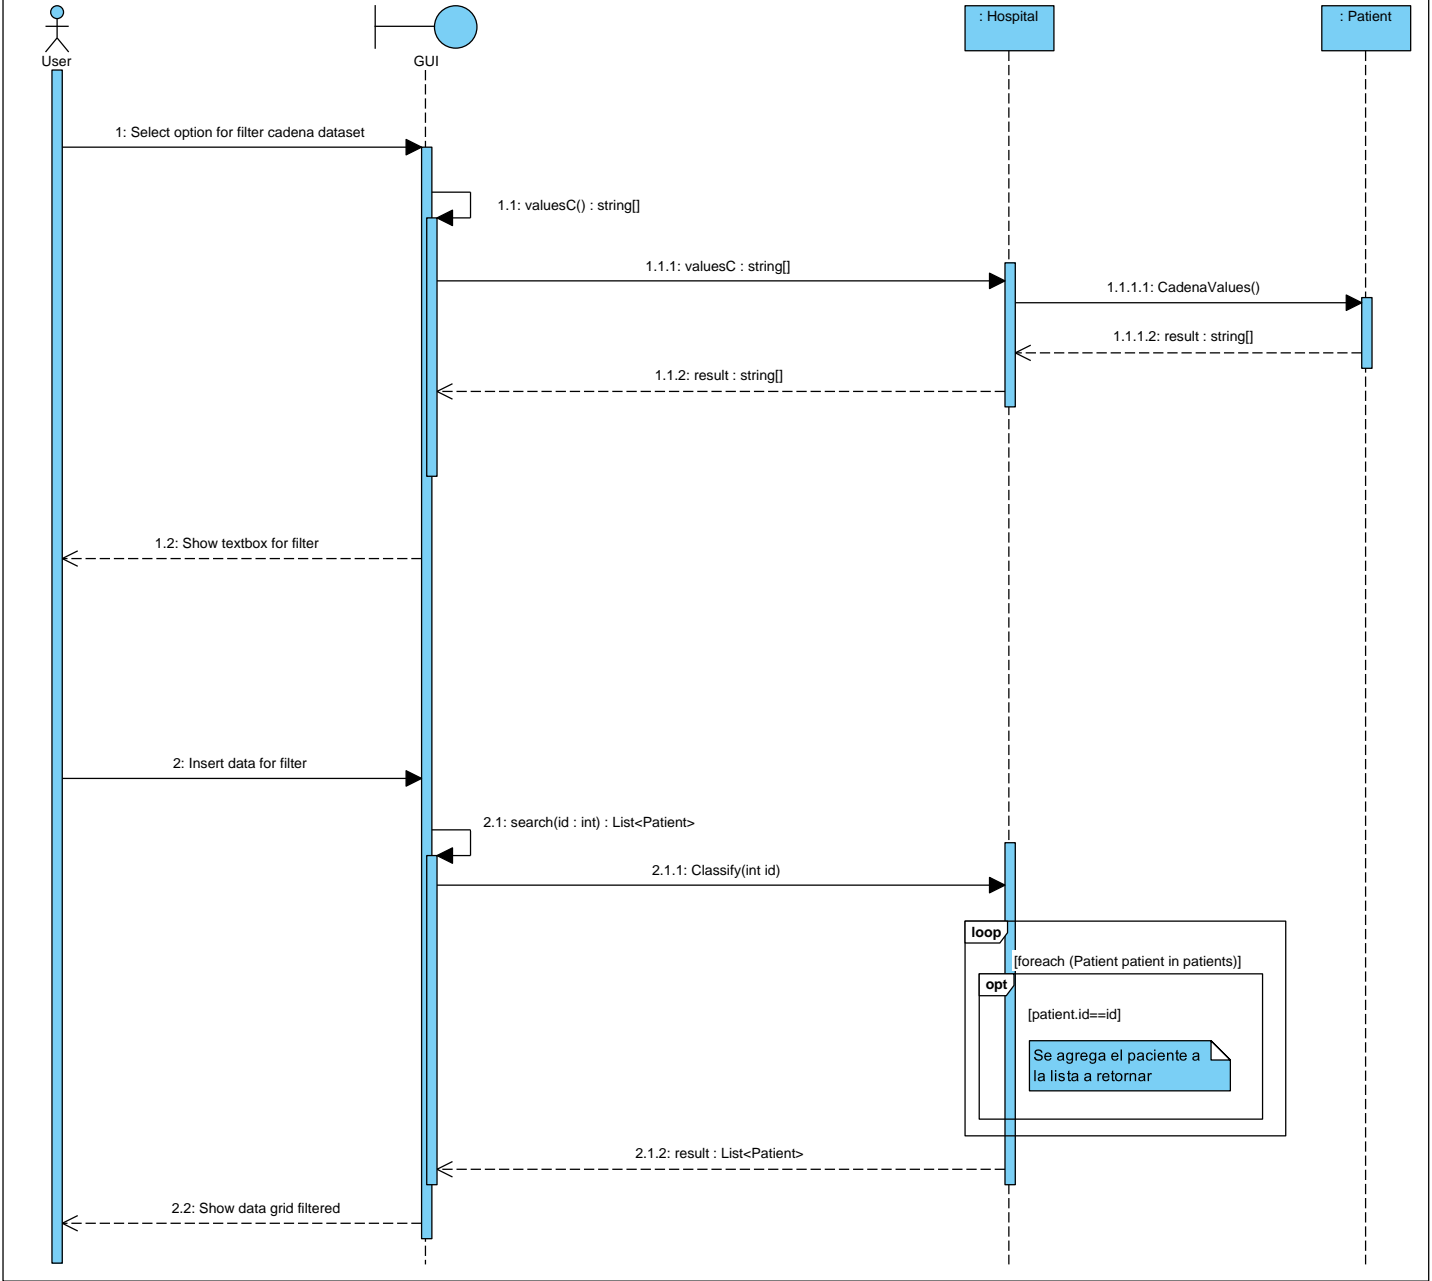 User
GUI
: Hospital
: Patient
1: Select option for filter cadena dataset
1.1: valuesC() : string[]
1.1.1: valuesC : string[]
1.1.1.1: CadenaValues()
1.1.1.2: result : string[]
1.1.2: result : string[]
1.2: Show textbox for filter
2: Insert data for filter
2.1: search(id : int) : List<Patient>
2.1.1: Classify(int id)
loop
[foreach (Patient patient in patients)]
opt
[patient.id==id]
Se agrega el paciente a
la lista a retornar
2.1.2: result : List<Patient>
2.2: Show data grid filtered